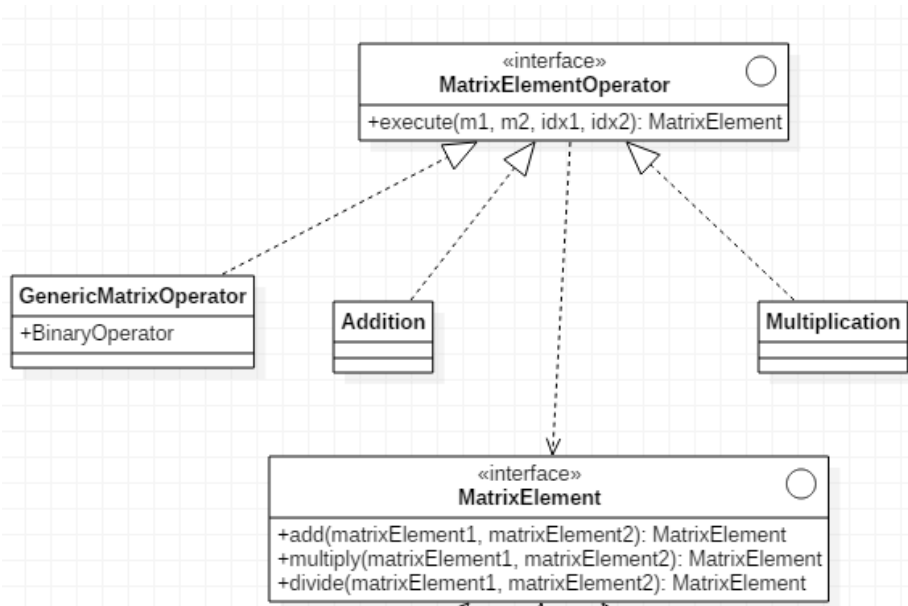 «interface»
MatrixElementOperator
+execute(m1, m2, idx1, idx2): MatrixElement
GenericMatrixOperator
+BinaryOperator
Addition
Multiplication
«interface»
MatrixElement
+add(matrixElement1, matrixElement2): MatrixElement
+multiply(matrixElement1, matrixElement2): MatrixElement
+divide(matrixElement1, matrixElement2): MatrixElement